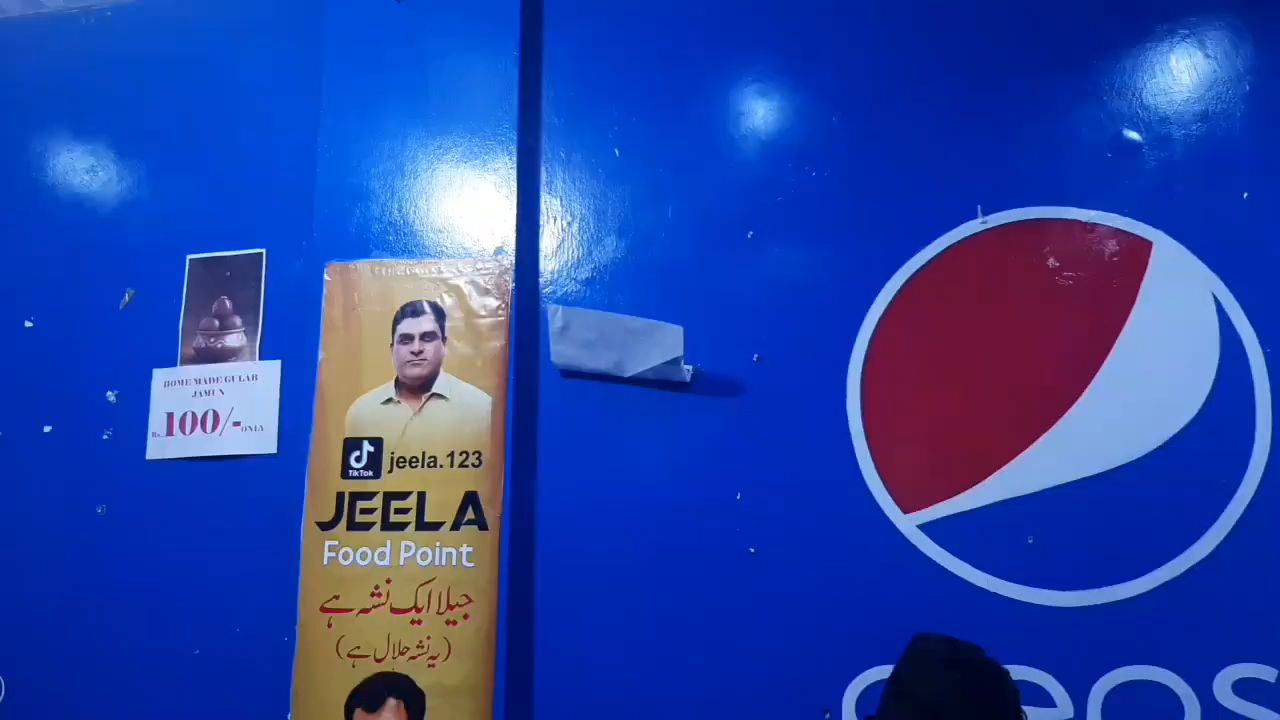 HOME MADE GULAB
JAMUN
Rs. 100/- ONLY
TikTok
jeela.123
JEELA
Food Point
جیلا ایک نشہ ہے
(یہ نشہ حلال ہے)
peps